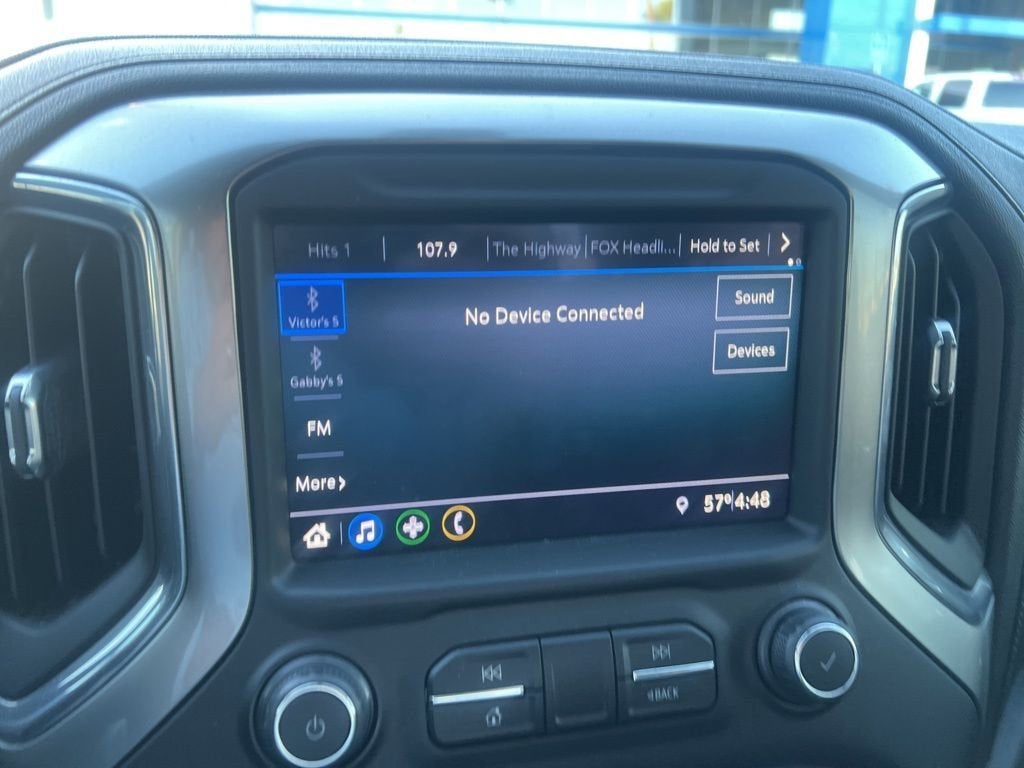 Hits 1
107.9
The Highway
FOX Headli...
Hold to Set
Victor's S
No Device Connected
Sound
Gabby's S
Devices
FM
More
57° 4:48
BACK